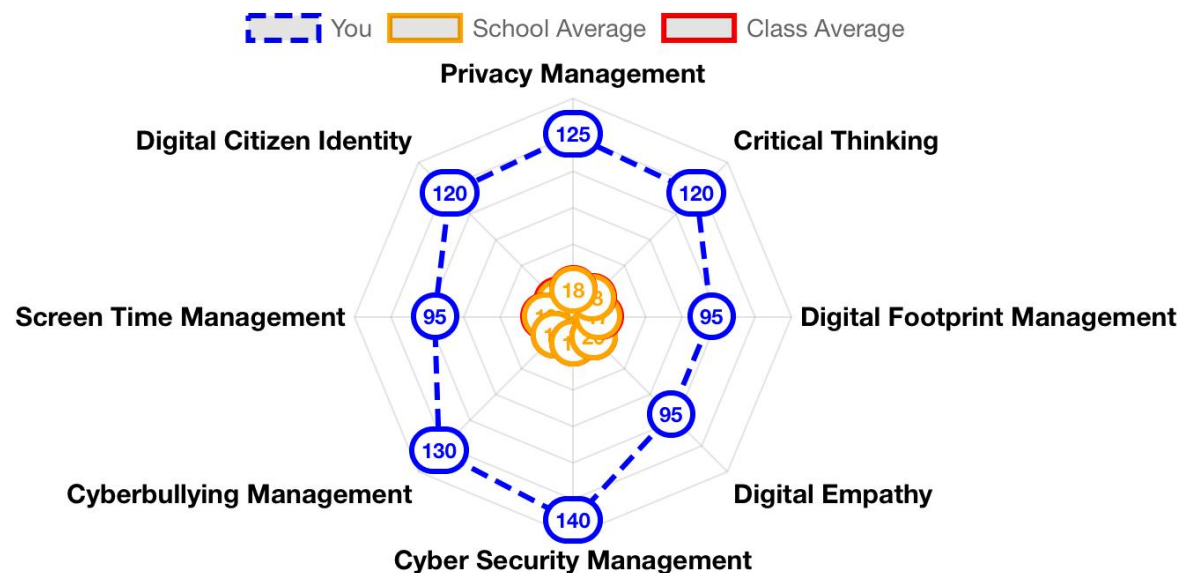 You School Average Class Average
Privacy Management
Digital Citizen Identity
Critical Thinking
125
120
120
18
Screen Time Management
95
95
Digital Footprint Management
95
130
Cyberbullying Management
Digital Empathy
140
Cyber Security Management